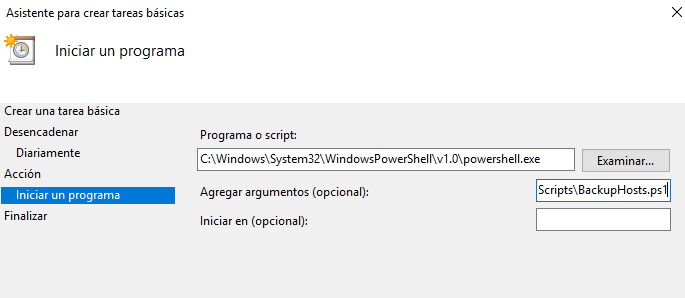 Asistente para crear tareas básicas
Iniciar un programa
Crear una tarea básica
Desencadenar
Diariamente
Acción
Iniciar un programa
Finalizar
Programa o script:
C:\Windows\System32\WindowsPowerShell\v1.0\powershell.exe
Examinar...
Agregar argumentos (opcional):
Scripts\BackupHosts.ps1
Iniciar en (opcional):